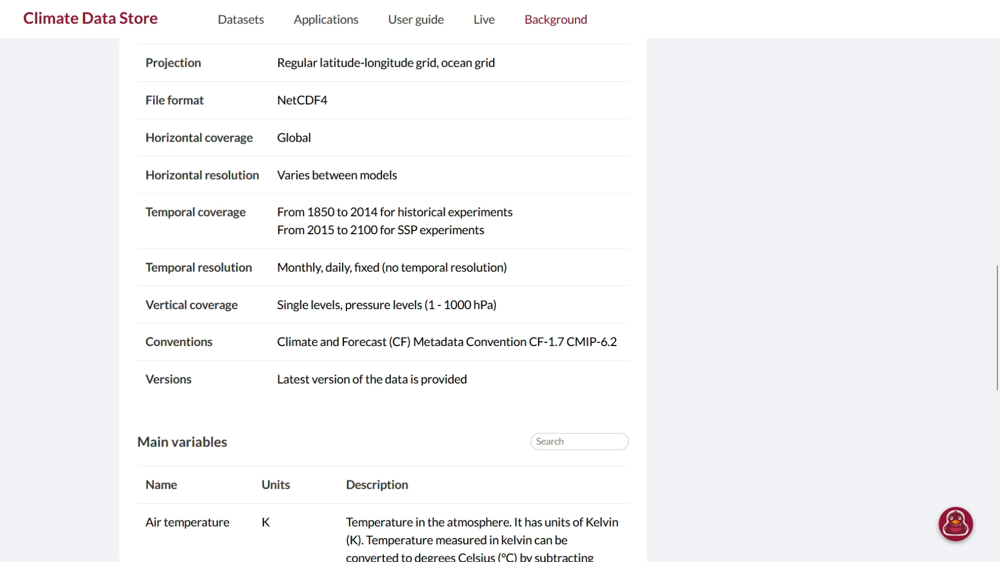 Climate Data Store
Datasets
Applications
User guide
Live
Background
Projection
Regular latitude-longitude grid, ocean grid
File format
NetCDF4
Horizontal coverage
Global
Horizontal resolution
Varies between models
Temporal coverage
From 1850 to 2014 for historical experiments
From 2015 to 2100 for SSP experiments
Temporal resolution
Monthly, daily, fixed (no temporal resolution)
Vertical coverage
Single levels, pressure levels (1 - 1000 hPa)
Conventions
Climate and Forecast (CF) Metadata Convention CF-1.7 CMIP-6.2
Versions
Latest version of the data is provided
Main variables
Search
Name
Units
Description
Air temperature
K
Temperature in the atmosphere. It has units of Kelvin
(K). Temperature measured in kelvin can be
converted to degrees Celsius (°C) by subtracting